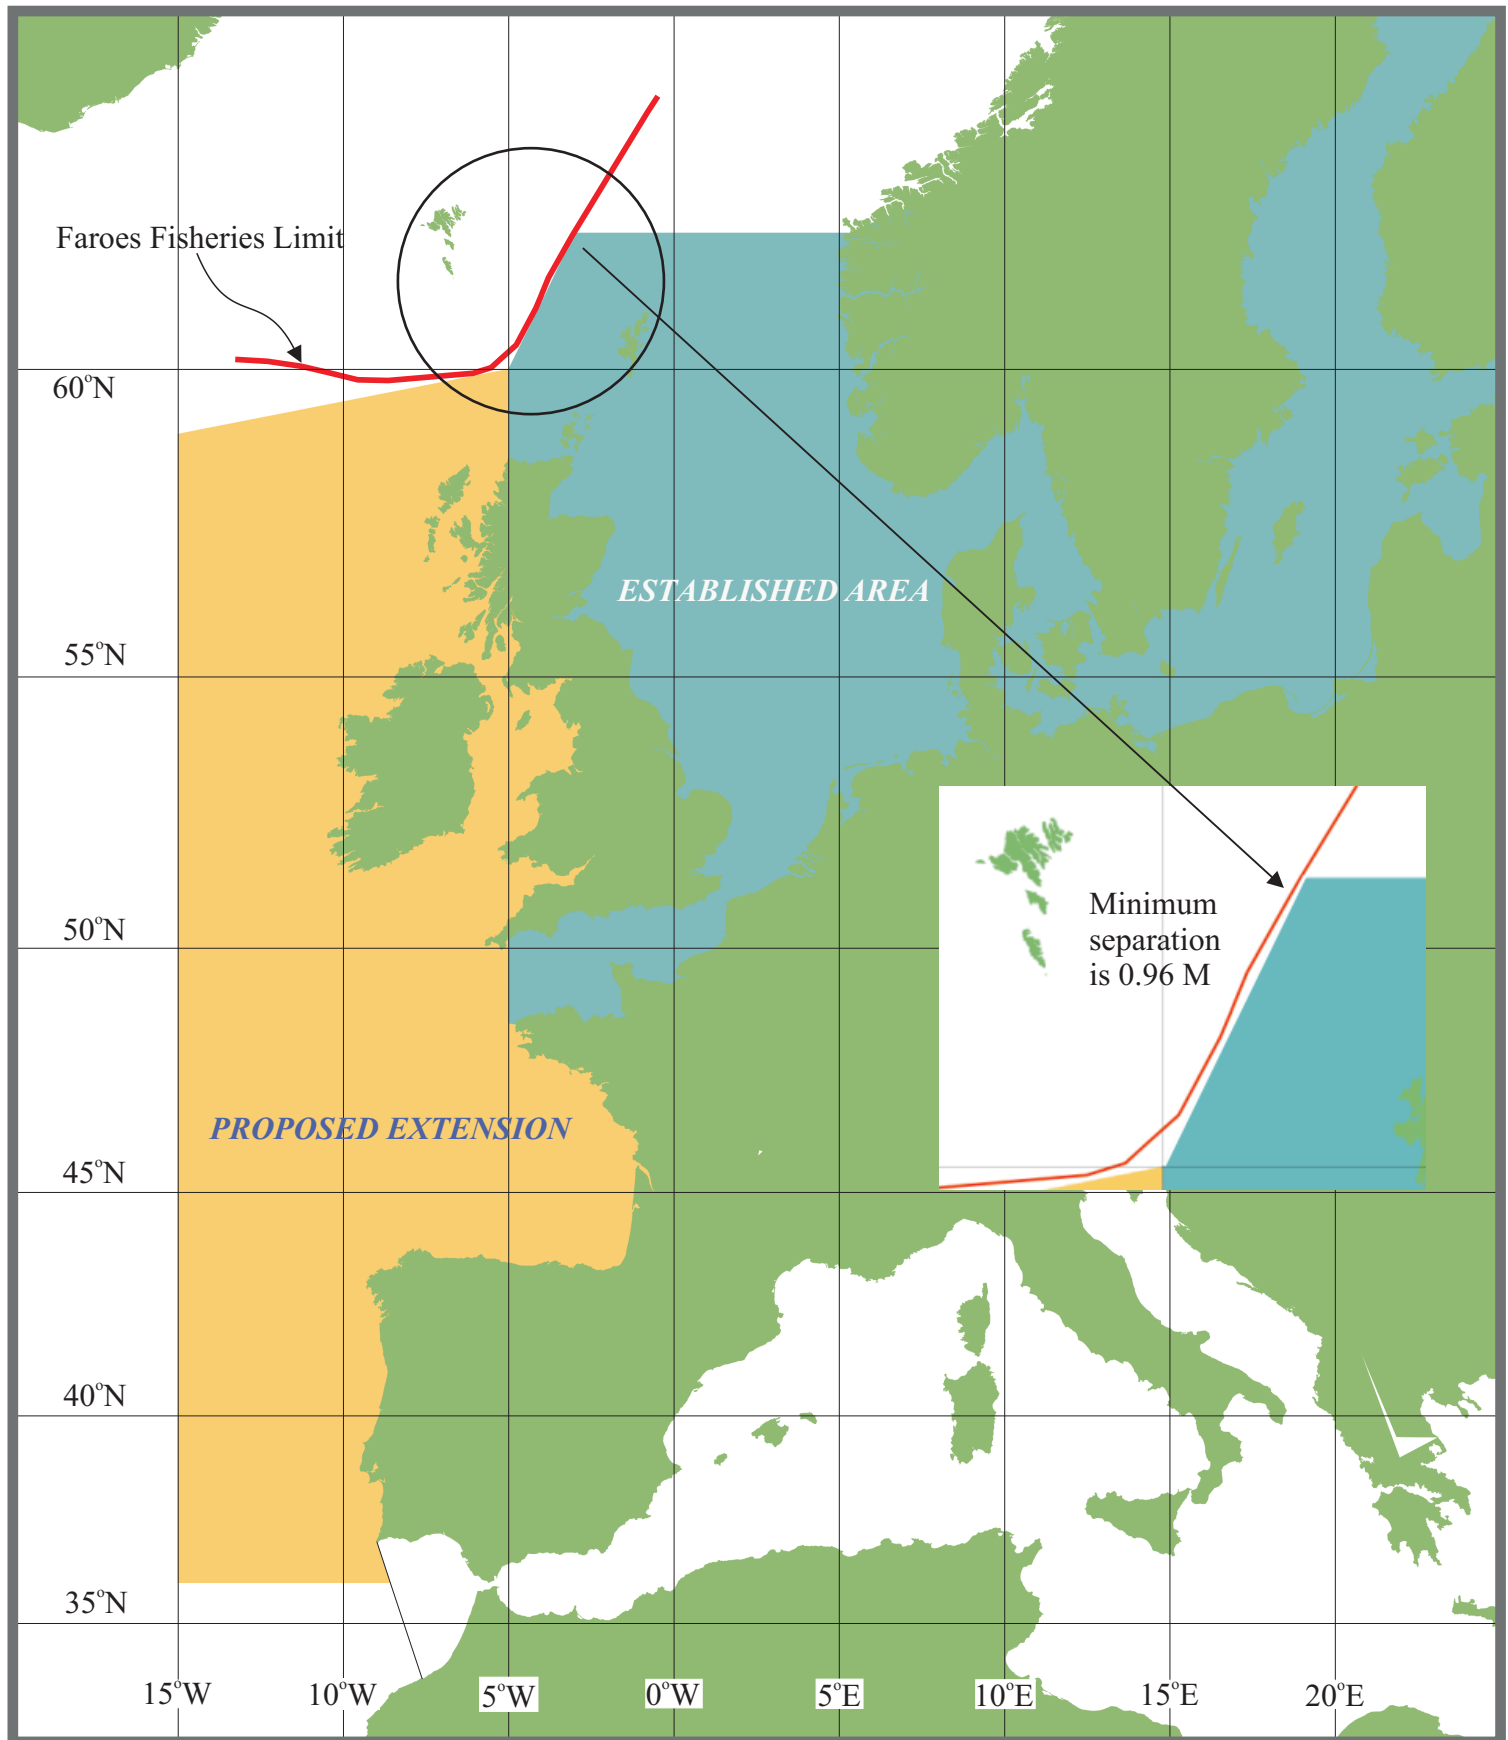 Faroes Fisheries Limit
60°N
ESTABLISHED AREA
55°N
Minimum
separation
is 0.96 M
50°N
PROPOSED EXTENSION
45°N
40°N
35°N
15°W 10°W 5°W 0°W 5°E 10°E 15°E 20°E